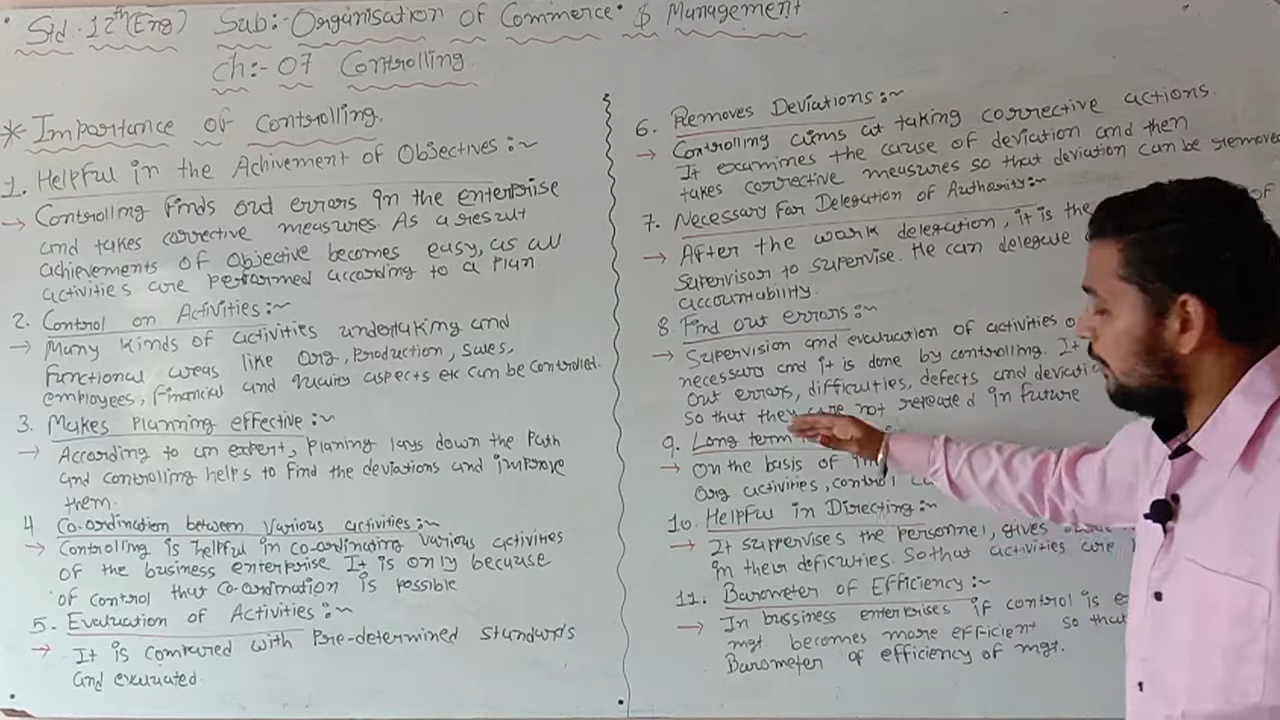 Std:-12th(Eng) Sub:-Organisation of Commerce & Management
Ch:- 07 Controlling
* Importance of Controlling.
1. Helpful in the Achivement of Objectives :~
→ Controlling finds out errors in the enterprise
and takes corrective measures. As a result
achievements of Objective becomes easy, as all
activities are performed according to a plan
2. Control on Activities:~
→ Many kinds of activities undertaking and
Functional areas like Org, Production, Sales,
employees, Financial and quality aspects etc can be controlled.
3. Makes Planning effective :~
→ According to an expert, planing lays down the Path
and controlling helps to find the deviations and improve
them.
4. Co-ordination between Various activities:~
→ Controlling is helpful in co-ordinating various activities
of the business enterprise It is only because
of control that Co-ordination is possible
5. Evaluation of Activities :~
→ It is compared with Pre-determined standards
and evaluated.
6. Removes Deviations:~
→ Controlling aims at taking corrective actions.
It examines the cause of deviation and then
takes corrective measures so that deviation can be removed
7. Necessary for Delegation of Authority:~
→ After the work delegation, it is the of
Supervisor to supervise. He can delegate
accountability.
8. Find out errors:~
→ Supervision and evaluation of activities
necessary and it is done by controlling. It
out errors, difficulties, defects and
So that they are not repeated in future
9. Long term
→ On the basis of
Org activities, control
10. Helpful in Directing:~
→ It suppervises the personnel, gives
in their deficuties. So that activities are
11. Barometer of Efficiency:~
→ In bussiness enterprises if control is
mgt becomes more efficient so that
Barometer of efficiency of mgt.